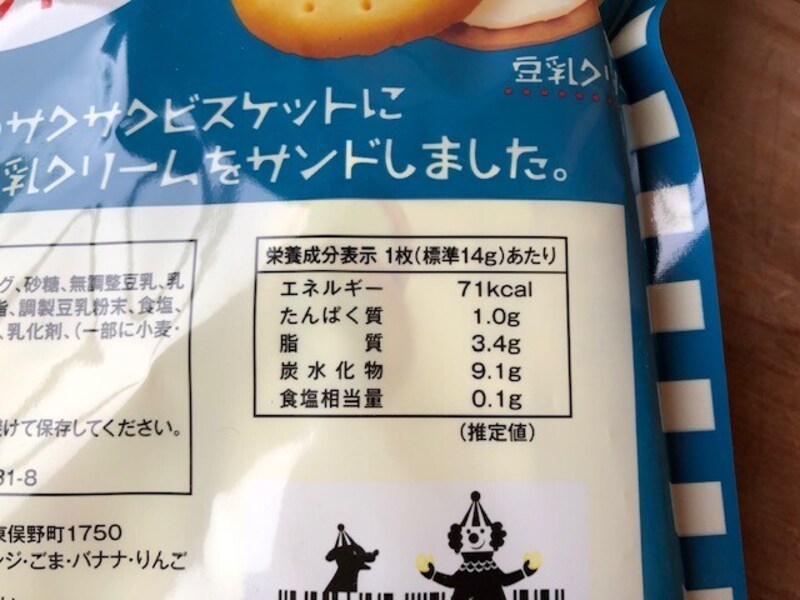 豆乳クリ
サクサクビスケットに
乳クリームをサンドしました。
グ、砂糖、無調整豆乳、乳
脂、調製豆乳粉末、食塩、
、乳化剤、(一部に小麦・
けて保存してください。
31-8
栄養成分表示 1枚(標準14g)あたり
エネルギー 71kcal
たんぱく質 1.0g
脂質 3.4g
炭水化物 9.1g
食塩相当量 0.1g
(推定値)
東俣野町1750
ンジ・ごま・バナナ・りんご